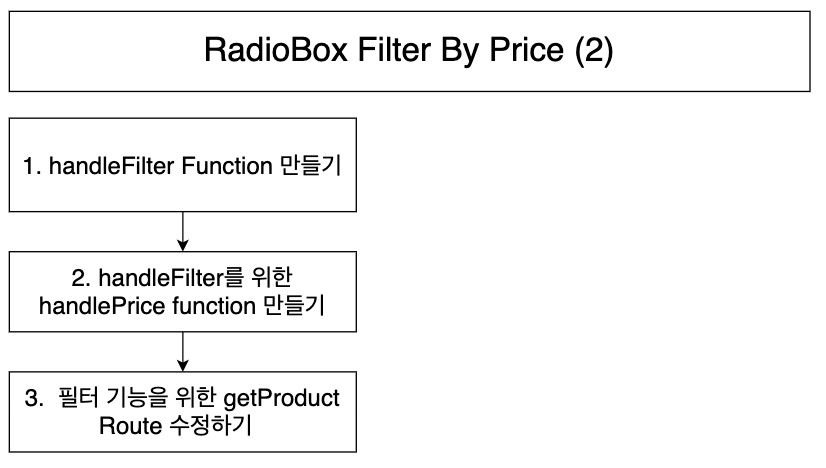 RadioBox Filter By Price (2)
1. handleFilter Function 만들기
2. handleFilter를 위한
handlePrice function 만들기
3. 필터 기능을 위한 getProduct
Route 수정하기